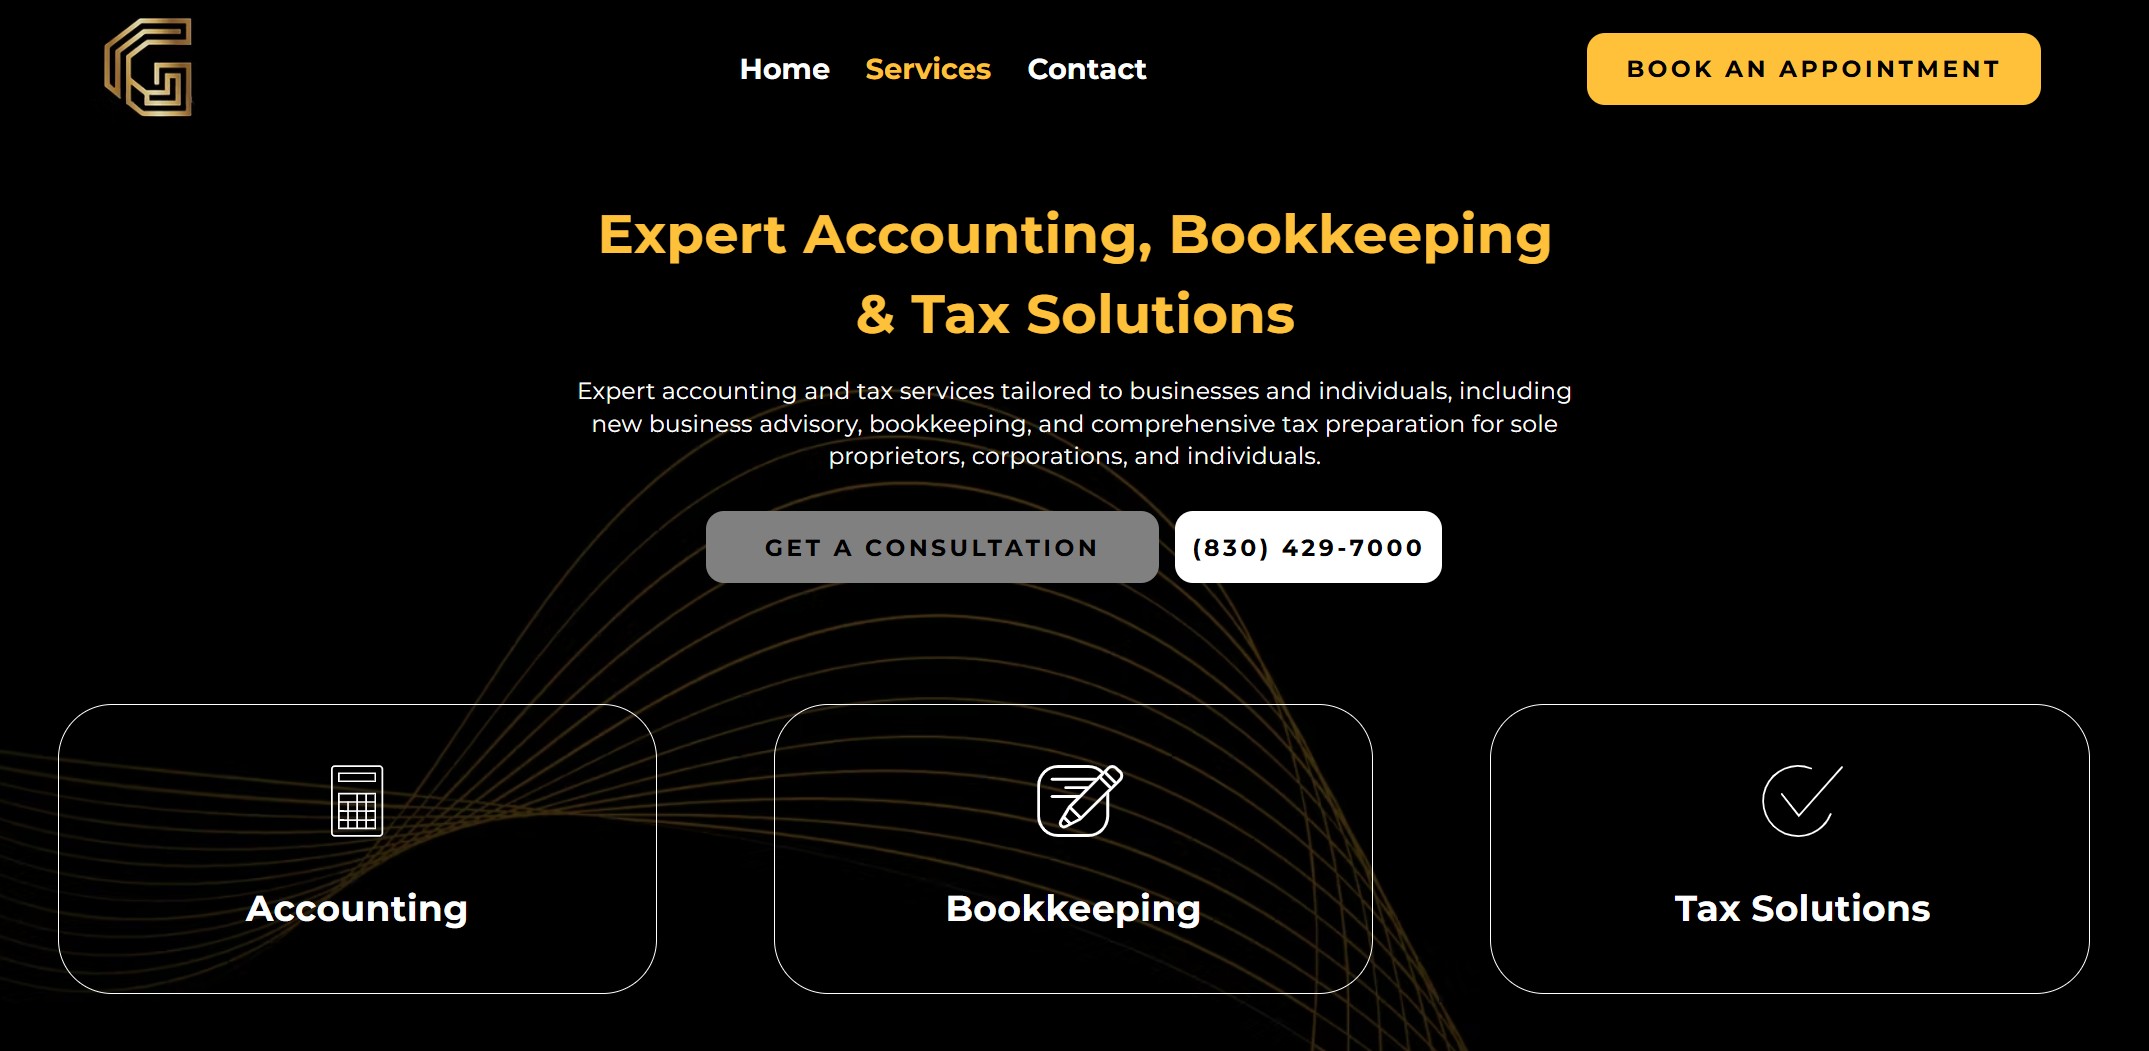 Home Services Contact
BOOK AN APPOINTMENT
Expert Accounting, Bookkeeping
& Tax Solutions
Expert accounting and tax services tailored to businesses and individuals, including
new business advisory, bookkeeping, and comprehensive tax preparation for sole
proprietors, corporations, and individuals.
GET A CONSULTATION
(830) 429-7000
Accounting
Bookkeeping
Tax Solutions